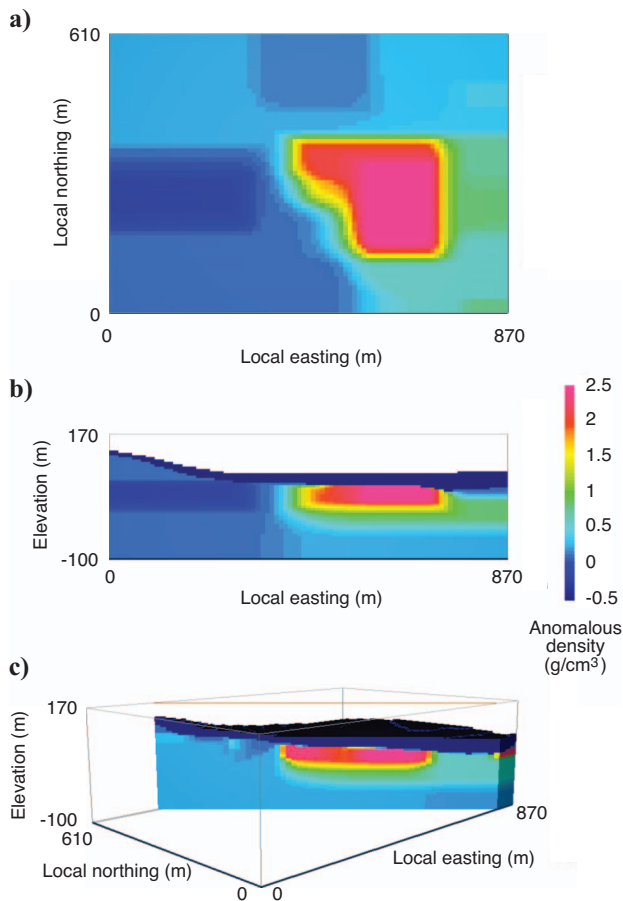 a)
610
Local northing (m)
0
0
870
Local easting (m)
b)
170
Elevation (m)
-100
0
870
Local easting (m)
2.5
2
1.5
1
0.5
0
-0.5
Anomalous
density
(g/cm³)
c)
170
Elevation (m)
-100
610
870
Local northing (m)
Local easting (m)
0
0